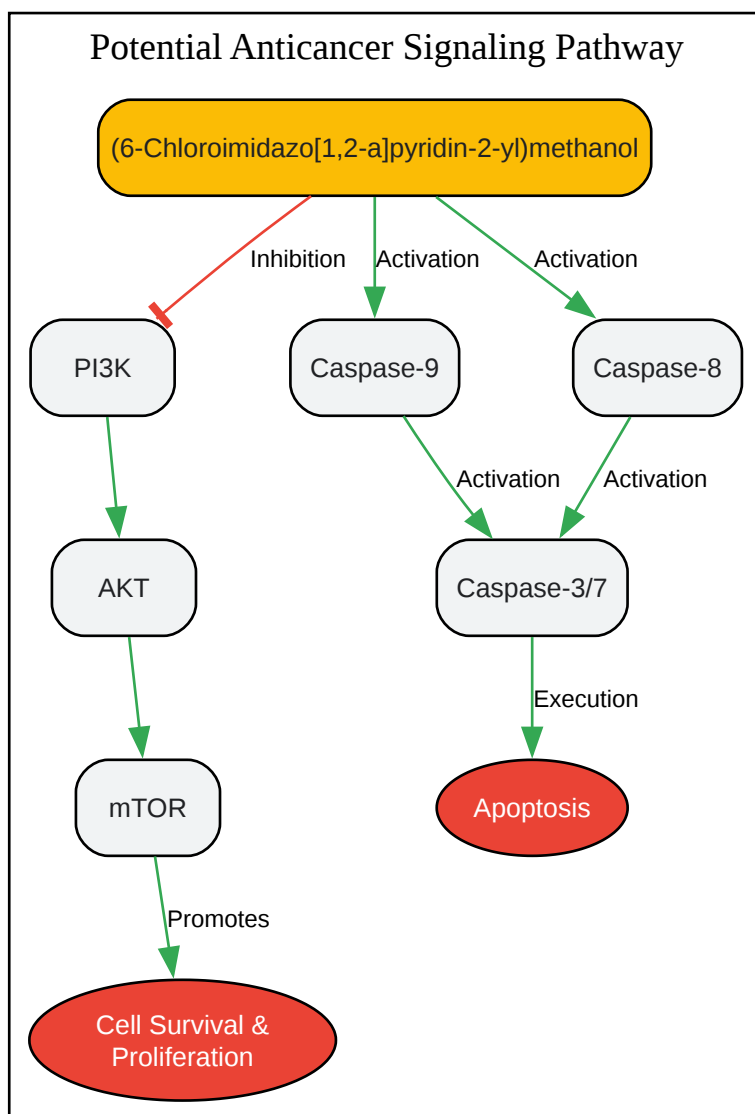 Potential Anticancer Signaling Pathway
(6-Chloroimidazo[1,2-a]pyridin-2-yl)methanol
Inhibition
Activation
Activation
PI3K
Caspase-9
Caspase-8
Activation
Activation
AKT
Caspase-3/7
Execution
mTOR
Apoptosis
Promotes
Cell Survival &
Proliferation